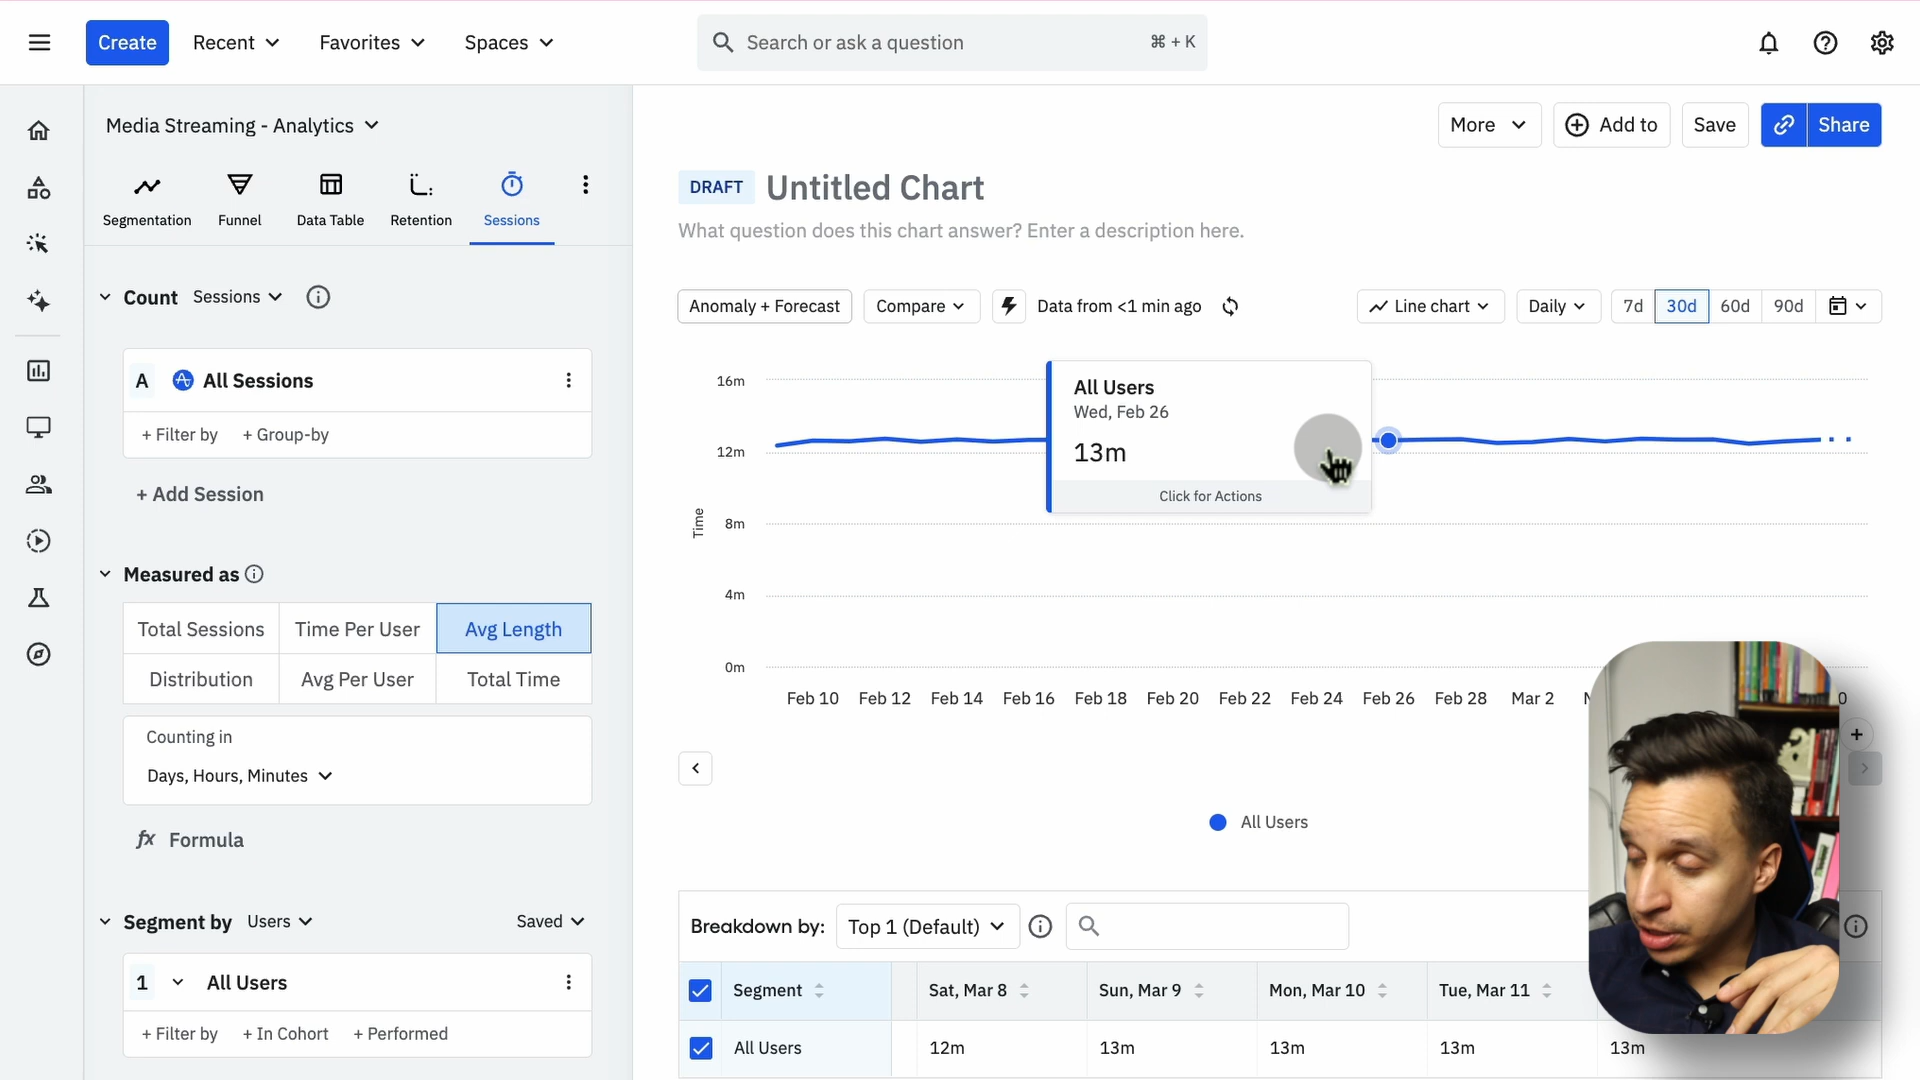 Create
Recent
Favorites
Spaces
Search or ask a question
⌘ + K
Media Streaming - Analytics
Segmentation
Funnel
Data Table
Retention
Sessions
Count
Sessions
A
All Sessions
+ Filter by
+ Group-by
+ Add Session
Measured as
Total Sessions
Time Per User
Avg Length
Distribution
Avg Per User
Total Time
Counting in
Days, Hours, Minutes
fx Formula
Segment by
Users
Saved
1
All Users
+ Filter by
+ In Cohort
+ Performed
More
Add to
Save
Share
DRAFT
Untitled Chart
What question does this chart answer? Enter a description here.
Anomaly + Forecast
Compare
Data from <1 min ago
Line chart
Daily
7d
30d
60d
90d
16m
12m
8m
4m
0m
Time
All Users
Wed, Feb 26
13m
Click for Actions
Feb 10
Feb 12
Feb 14
Feb 16
Feb 18
Feb 20
Feb 22
Feb 24
Feb 26
Feb 28
Mar 2
All Users
Breakdown by:
Top 1 (Default)
Segment
Sat, Mar 8
Sun, Mar 9
Mon, Mar 10
Tue, Mar 11
All Users
12m
13m
13m
13m
13m